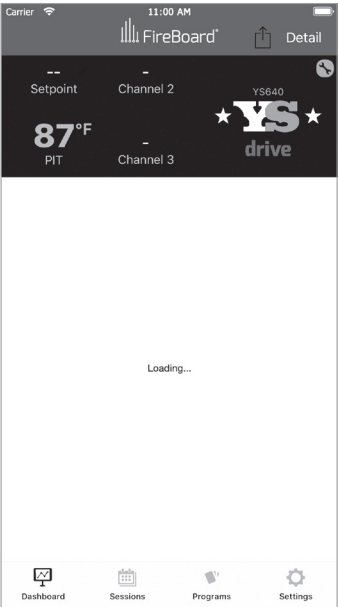 Carrier 11:00 AM
FireBoard® Detail
-- - YS640
Setpoint Channel 2
YS
87°F - drive
PIT Channel 3
Loading...
Dashboard Sessions Programs Settings